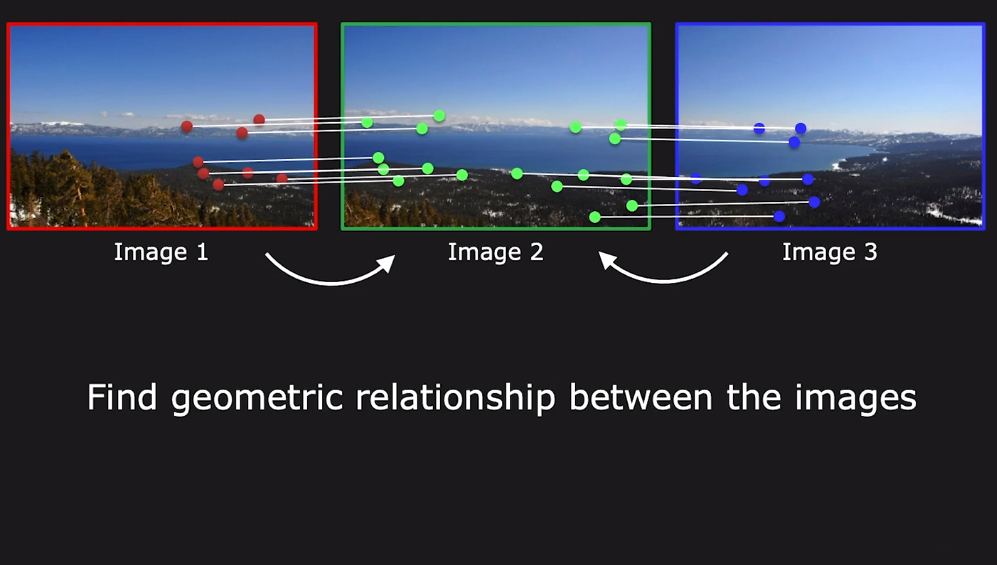 Image 1
Image 2
Image 3
Find geometric relationship between the images